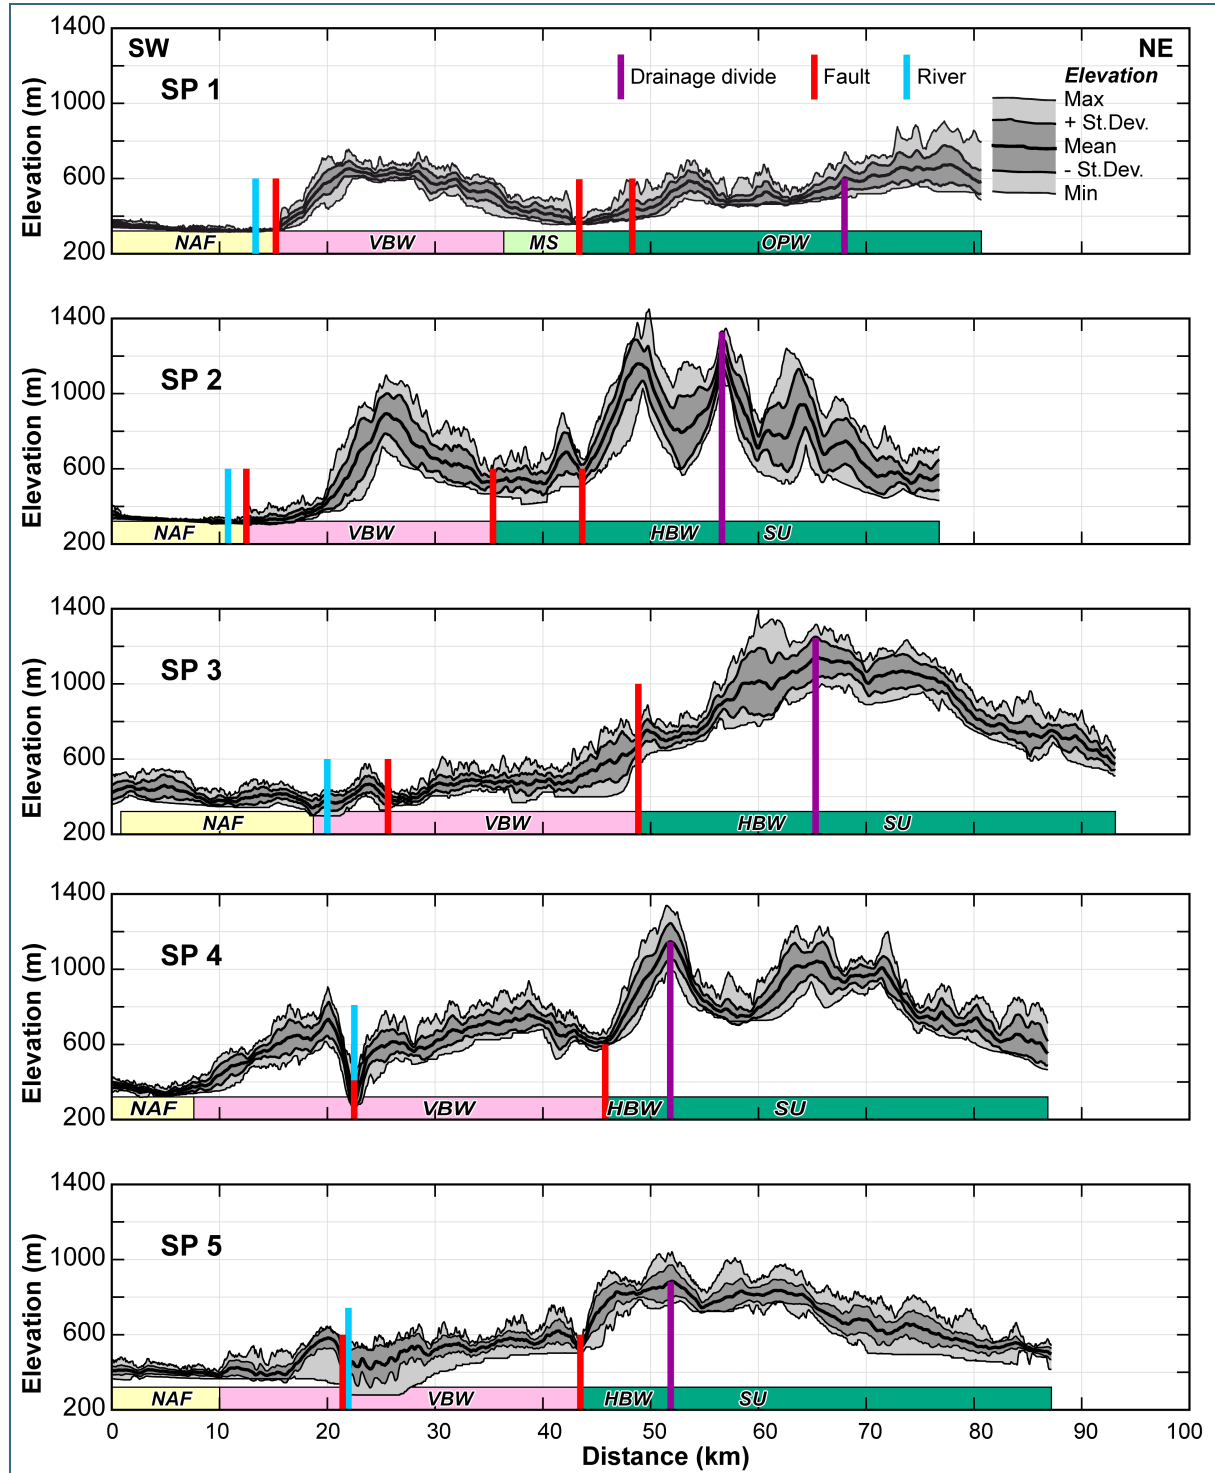 1400
1000
600
200
Elevation (m)
SW
NE
SP 1
Drainage divide
Fault
River
Elevation
Max
+ St.Dev.
Mean
- St.Dev.
Min
NAF
VBW
MS
OPW
1400
1000
600
200
Elevation (m)
SP 2
NAF
VBW
HBW
SU
1400
1000
600
200
Elevation (m)
SP 3
NAF
VBW
HBW
SU
1400
1000
600
200
Elevation (m)
SP 4
NAF
VBW
HBW
SU
1400
1000
600
200
Elevation (m)
SP 5
NAF
VBW
HBW
SU
0 10 20 30 40 50 60 70 80 90 100
Distance (km)